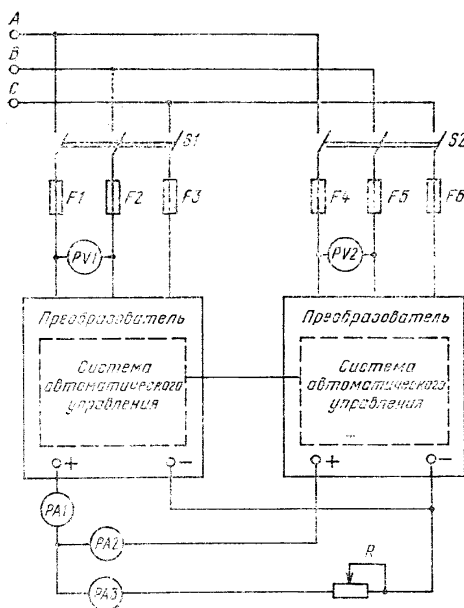 A
B
C
S1
S2
F1
F2
F3
F4
F5
F6
PV1
PV2
Преобразователь
Преобразователь
Система
автоматического
управления
Система
автоматического
управления
+
−
+
−
PA1
PA2
PA3
R